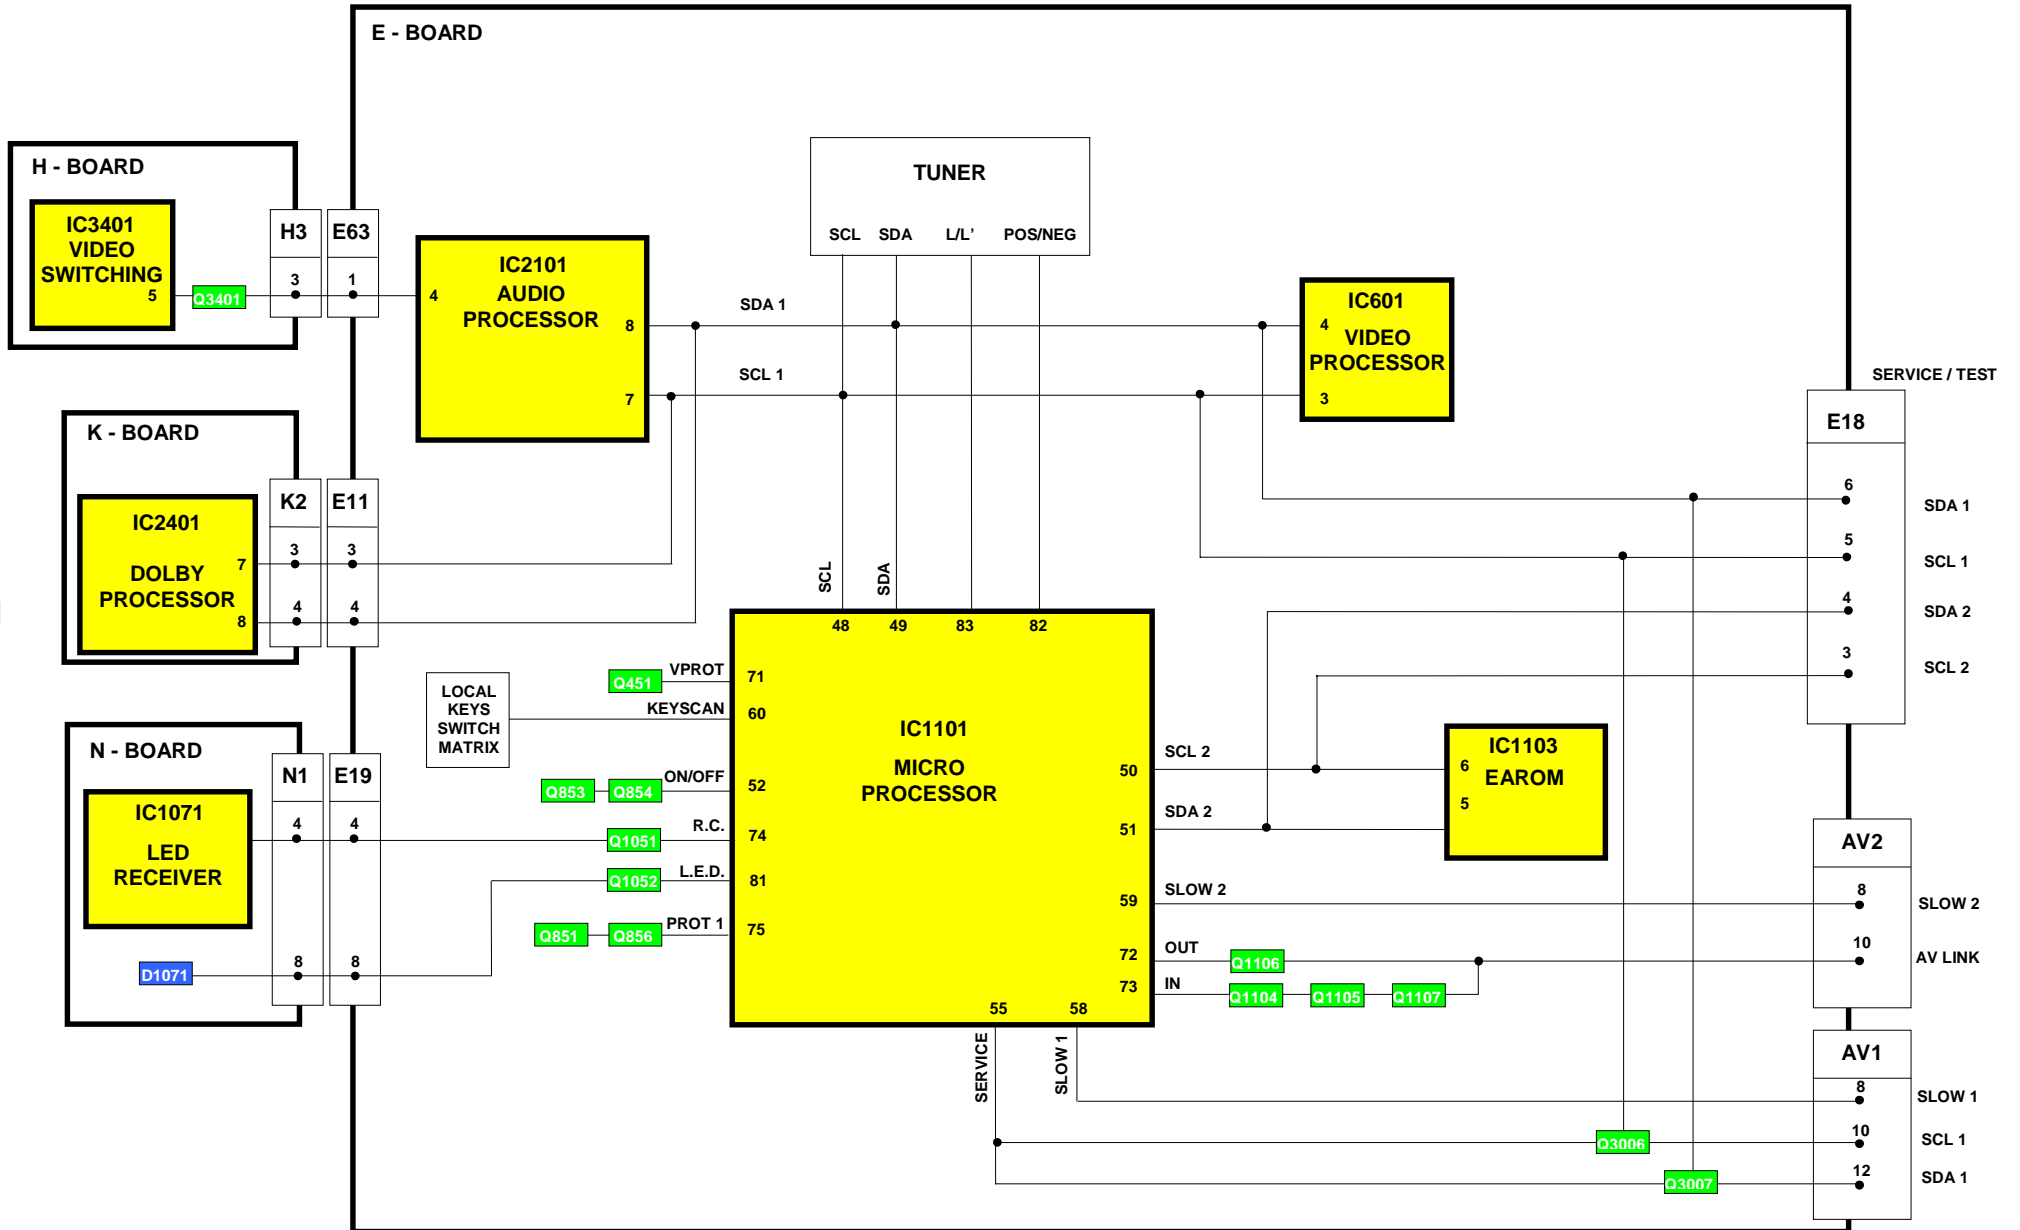 E - BOARD
H - BOARD
IC3401
VIDEO
SWITCHING
5
Q3401
H3
3
E63
1
4
IC2101
AUDIO
PROCESSOR
8
7
TUNER
SCL SDA L/L' POS/NEG
SDA 1
SCL 1
IC601
4
VIDEO
PROCESSOR
3
SERVICE / TEST
E18
6
SDA 1
5
SCL 1
4
SDA 2
3
SCL 2
K - BOARD
IC2401
DOLBY
PROCESSOR
7
8
K2
3
4
E11
3
4
SCL
SDA
48 49 83 82
LOCAL
KEYS
SWITCH
MATRIX
Q451
VPROT
71
KEYSCAN
60
Q853
Q854
ON/OFF
52
Q1051
R.C.
74
Q1052
L.E.D.
81
Q851
Q856
PROT 1
75
IC1101
MICRO
PROCESSOR
50
SCL 2
51
SDA 2
IC1103
EAROM
6
5
59
SLOW 2
72
OUT
Q1106
73
IN
Q1104
Q1105
Q1107
55 58
SERVICE
SLOW 1
N - BOARD
IC1071
LED
RECEIVER
D1071
N1
4
8
E19
4
8
AV2
8
SLOW 2
10
AV LINK
AV1
8
SLOW 1
10
SCL 1
12
SDA 1
Q3006
Q3007